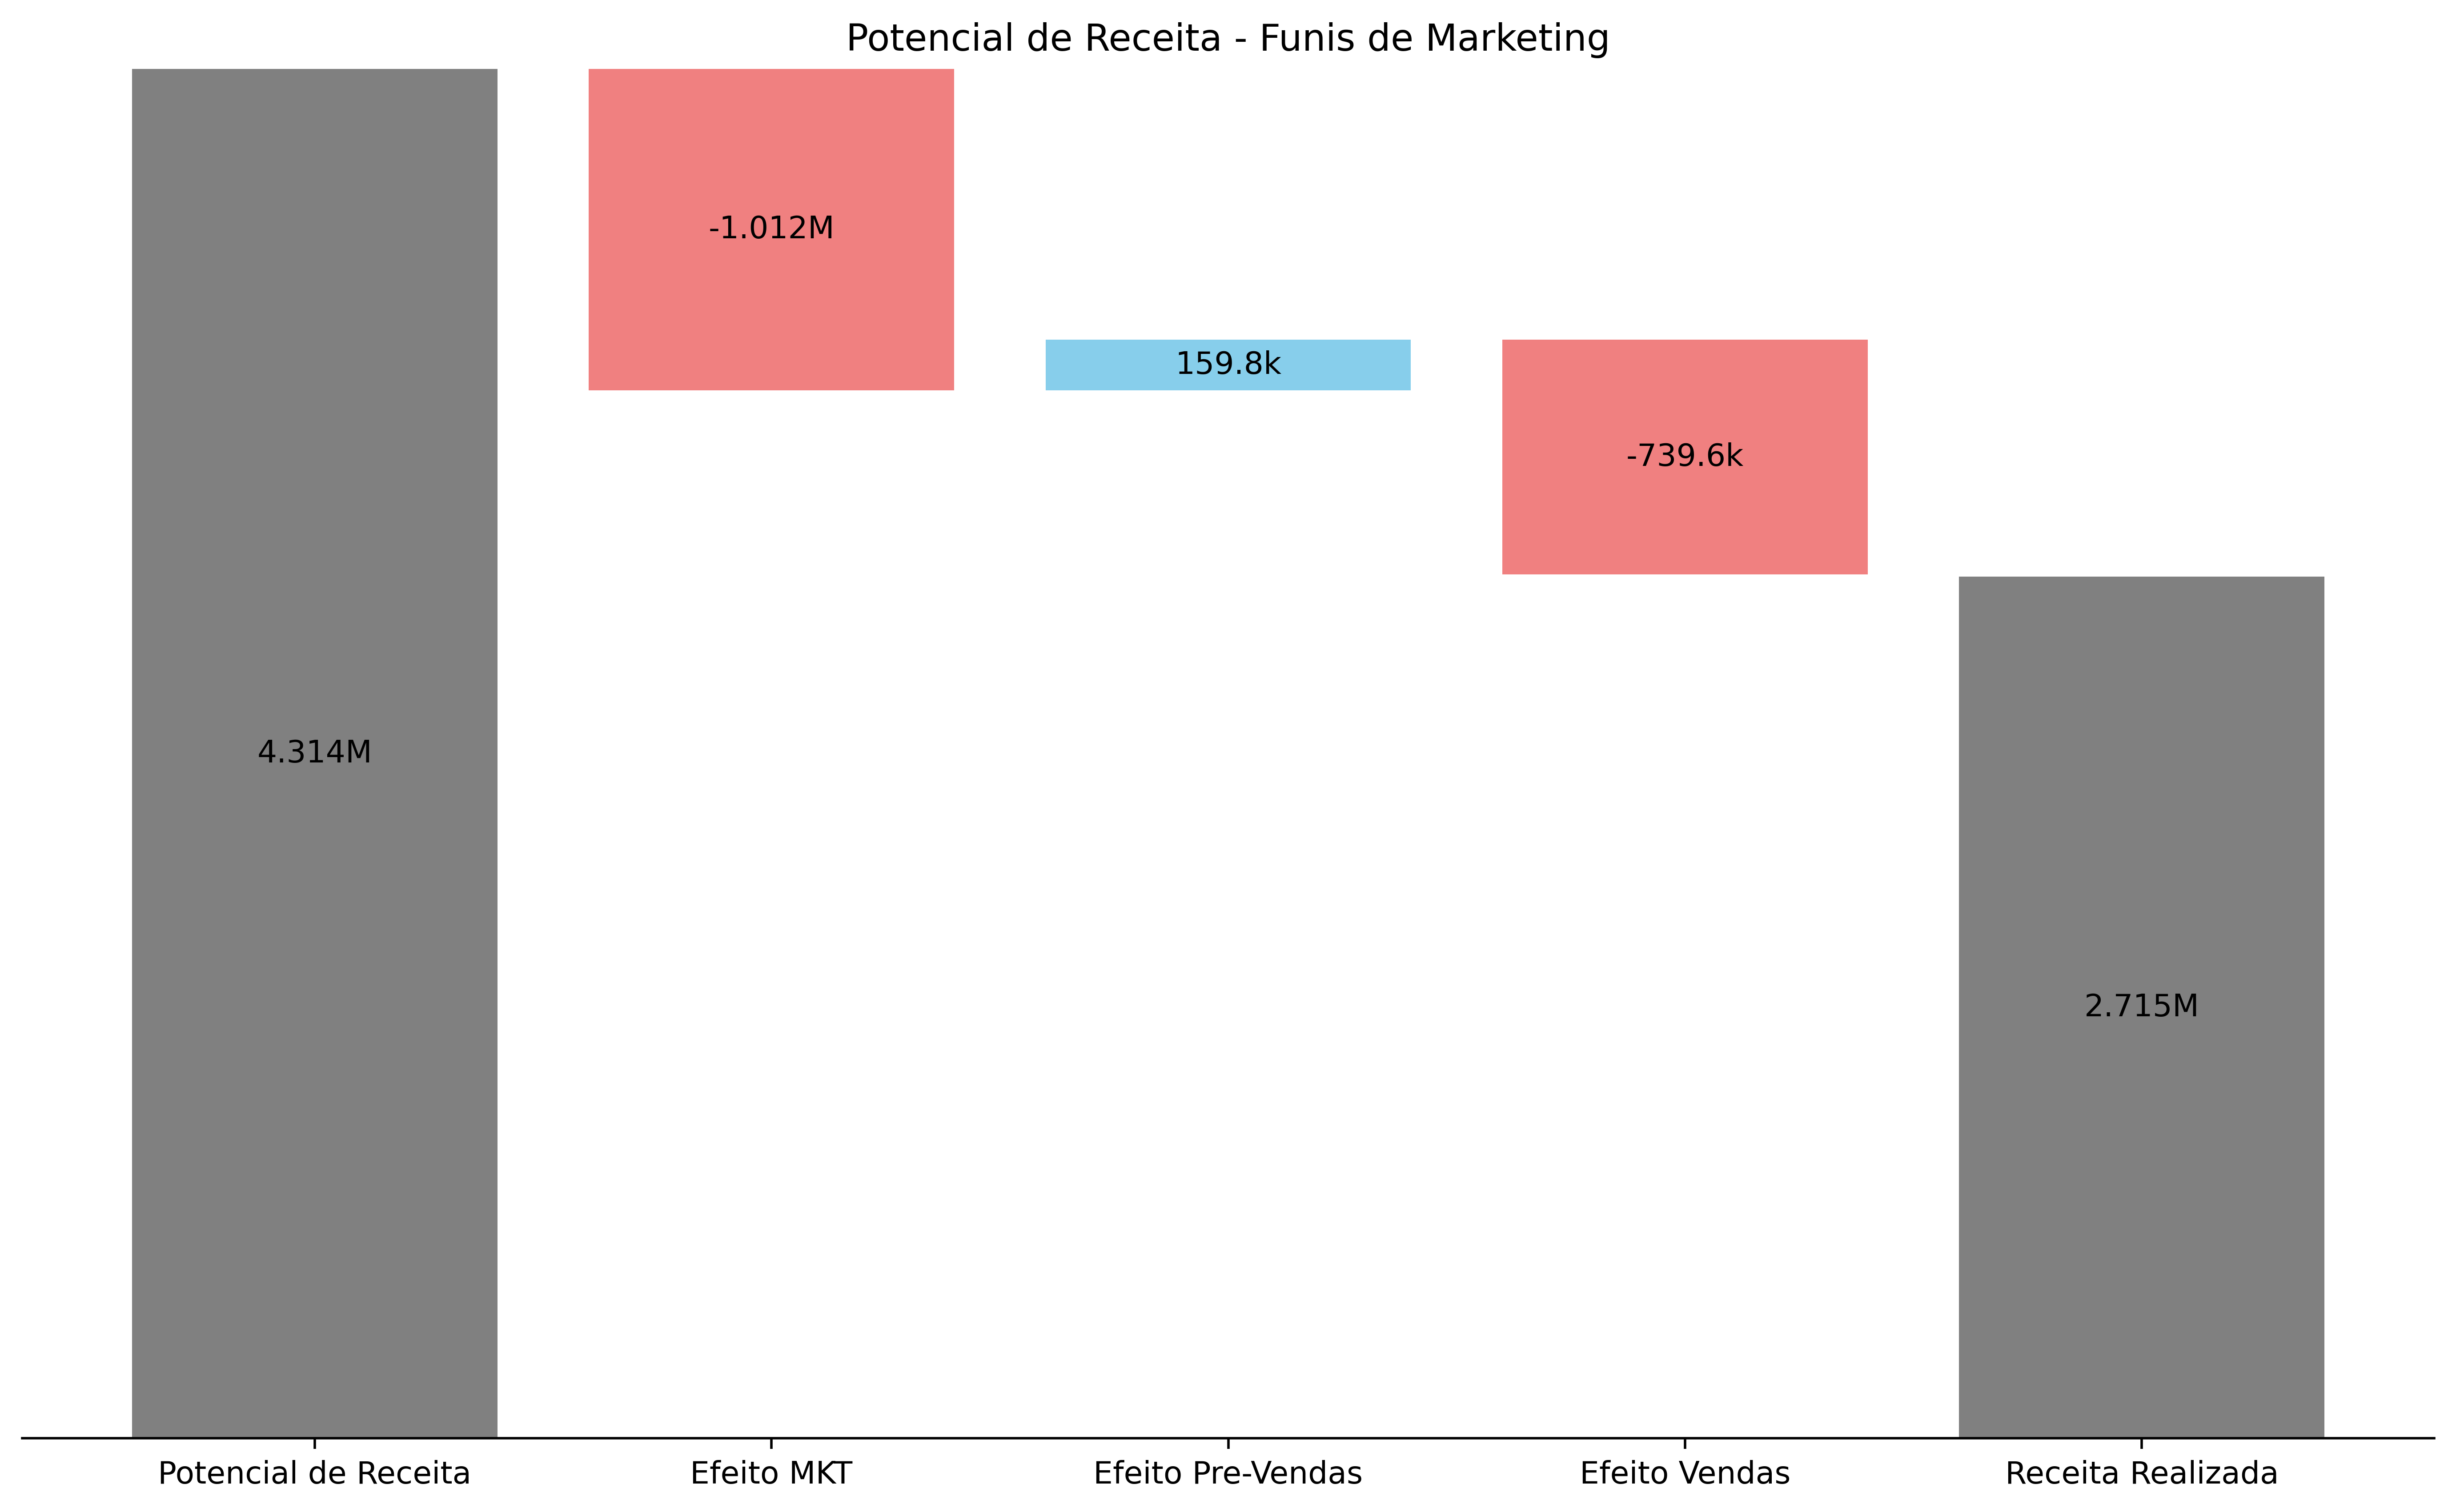 Potencial de Receita - Funis de Marketing
-1.012M
159.8k
-739.6k
4.314M
2.715M
Potencial de Receita
Efeito MKT
Efeito Pre-Vendas
Efeito Vendas
Receita Realizada